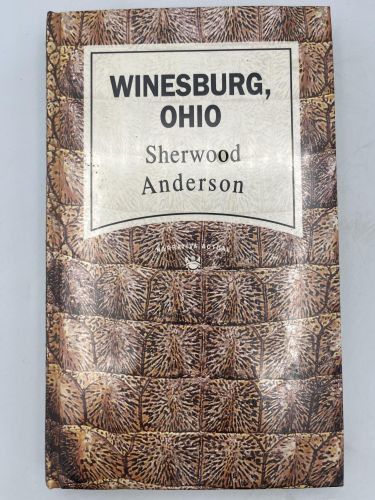 WINESBURG,
OHIO
Sherwood
Anderson
NARRATIVA ACTUAL